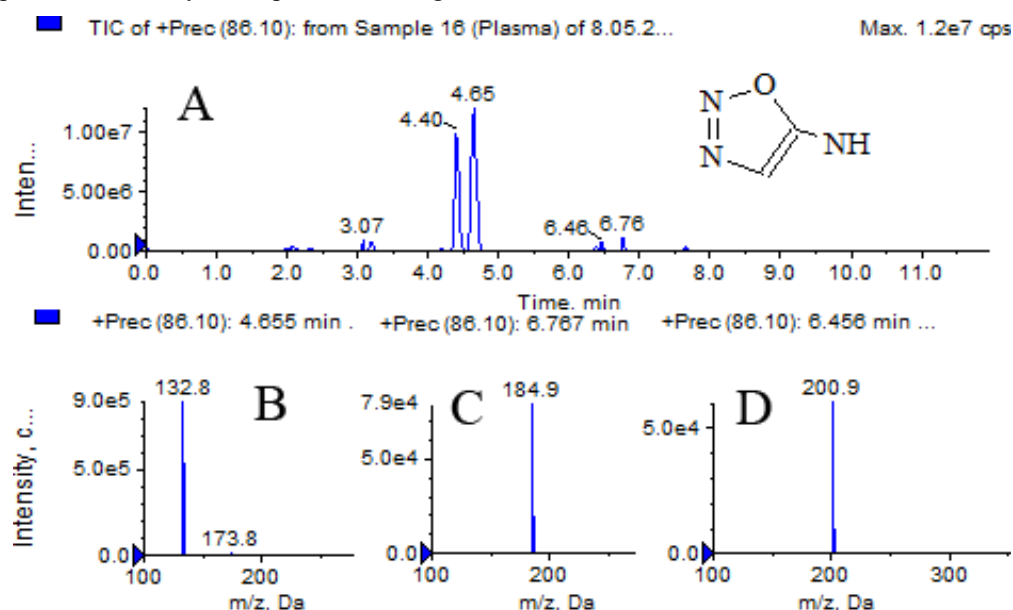 TIC of +Prec (86.10): from Sample 16 (Plasma) of 8.05.2... Max. 1.2e7 cps
A
4.65
4.40
3.07
6.46
6.76
Inten...
1.00e7
5.00e6
0.00
0.0 1.0 2.0 3.0 4.0 5.0 6.0 7.0 8.0 9.0 10.0 11.0
Time, min
O
N
N
NH
+Prec (86.10): 4.655 min . +Prec (86.10): 6.767 min +Prec (86.10): 6.456 min ...
Intensity, c...
132.8
B
9.0e5
5.0e5
0.0
173.8
100 200
m/z, Da
184.9
C
7.9e4
5.0e4
0.0
100 200
m/z, Da
200.9
D
5.0e4
0.0
100 200 300
m/z, Da